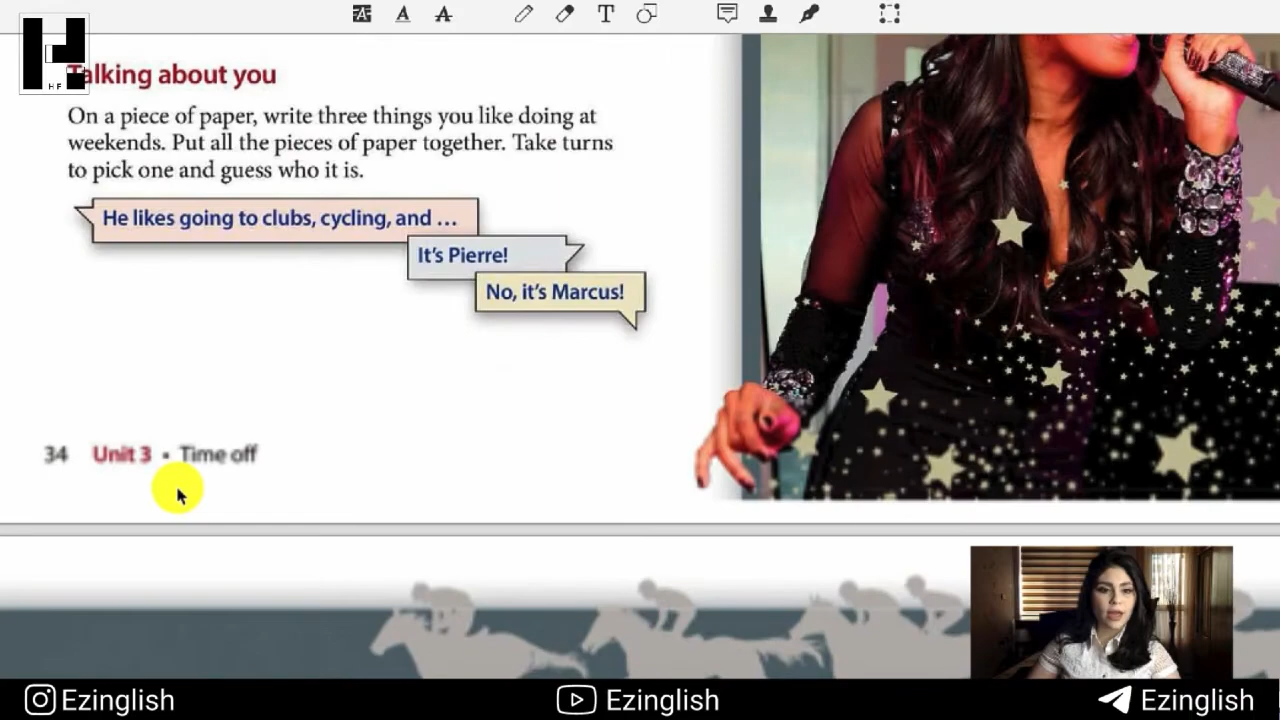 HF
Talking about you
On a piece of paper, write three things you like doing at
weekends. Put all the pieces of paper together. Take turns
to pick one and guess who it is.
He likes going to clubs, cycling, and …
It's Pierre!
No, it's Marcus!
34 Unit 3 • Time off
Ezinglish
Ezinglish
Ezinglish